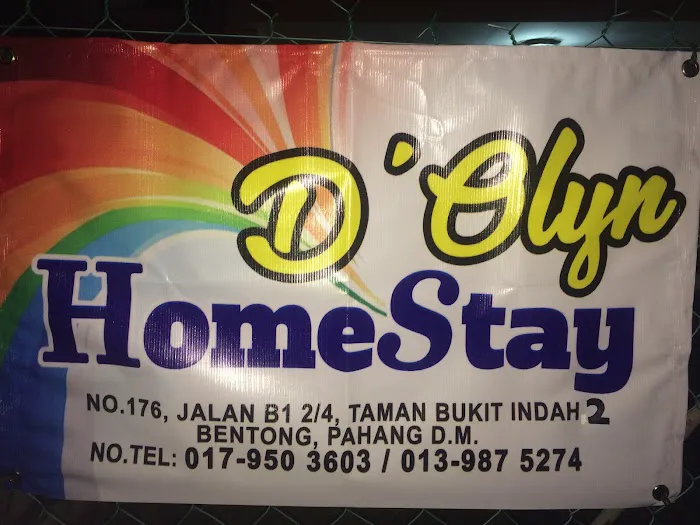 D'Olyn
HomeStay
NO.176, JALAN B1 2/4, TAMAN BUKIT INDAH 2
BENTONG, PAHANG D.M.
NO.TEL: 017-950 3603 / 013-987 5274